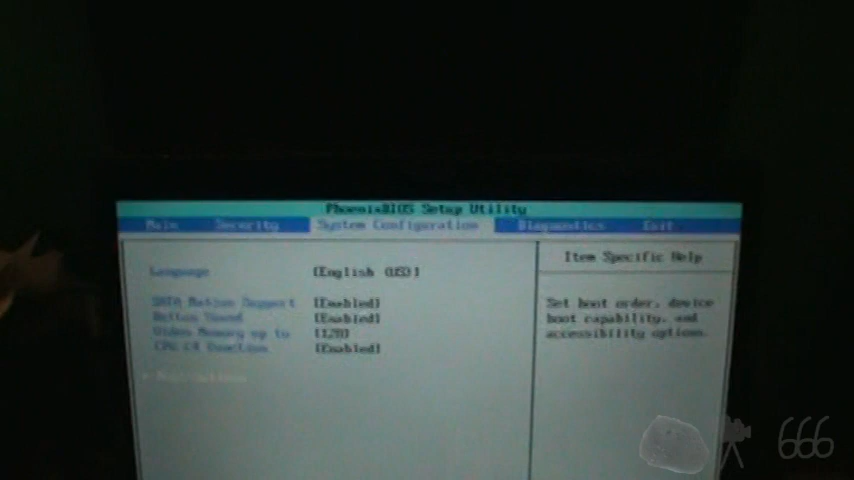 PhoenixBIOS Setup Utility
Main Security System Configuration Diagnostics Exit
Item Specific Help
Language [English (US)]
SATA Native Support [Enabled]
Button Sound [Enabled]
Video Memory up to [128]
CPU C4 Function [Enabled]
Set boot order, device
boot capability, and
accessibility options.
666